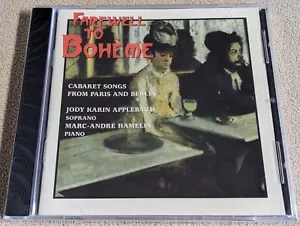 FAREWELL
TO
BOHÈME
CABARET SONGS
FROM PARIS AND BERLIN
JODY KARIN APPLEBAUM
SOPRANO
MARC-ANDRÉ HAMELIN
PIANO